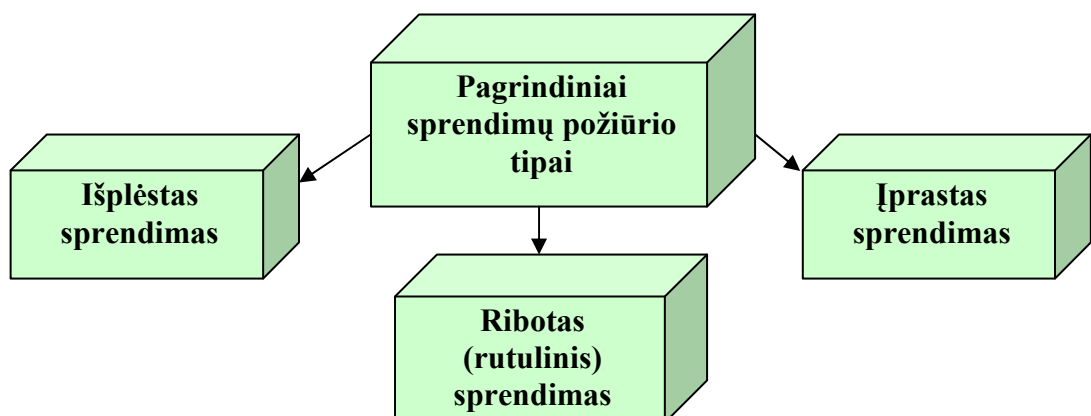 Pagrindiniai
sprendimų požiūrio
tipai
Išplėstas
sprendimas
Įprastas
sprendimas
Ribotas
(rutulinis)
sprendimas